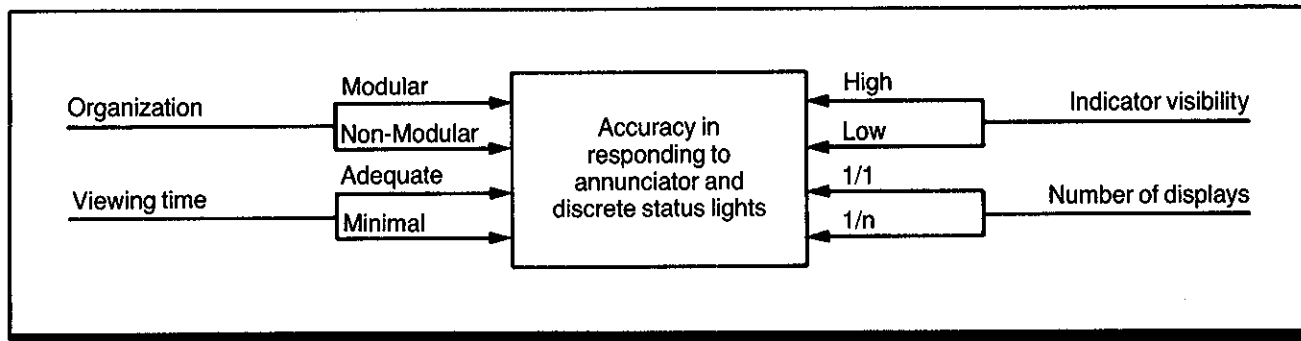 Organization
Modular
Non-Modular
Viewing time
Adequate
Minimal
Accuracy in
responding to
annunciator and
discrete status lights
High
Low
Indicator visibility
1/1
1/n
Number of displays